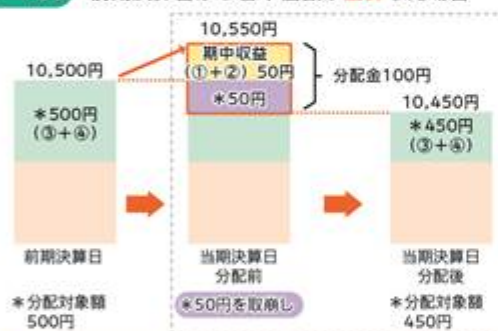 10,550円
期中収益
(①+②) 50円
＊50円
分配金100円
10,500円
＊500円
(③+④)
10,450円
＊450円
(③+④)
前期決算日
当期決算日
分配前
当期決算日
分配後
＊分配対象額
500円
＊50円を取崩し
＊分配対象額
450円